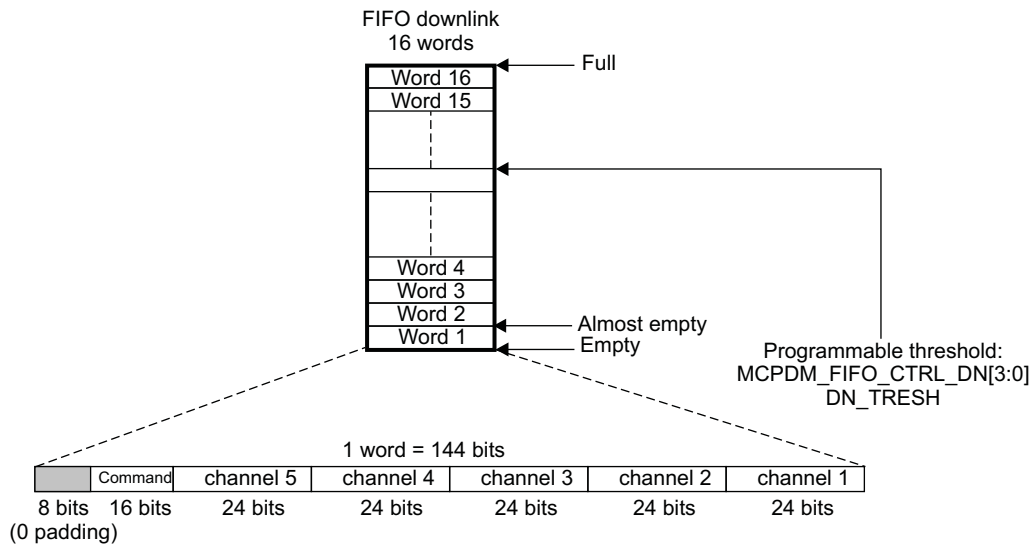 FIFO downlink
16 words
Full
Word 16
Word 15
Word 4
Word 3
Word 2
Word 1
Almost empty
Empty
Programmable threshold:
MCPDM_FIFO_CTRL_DN[3:0]
DN_TRESH
1 word = 144 bits
Command
channel 5
channel 4
channel 3
channel 2
channel 1
8 bits
16 bits
24 bits
24 bits
24 bits
24 bits
24 bits
(0 padding)